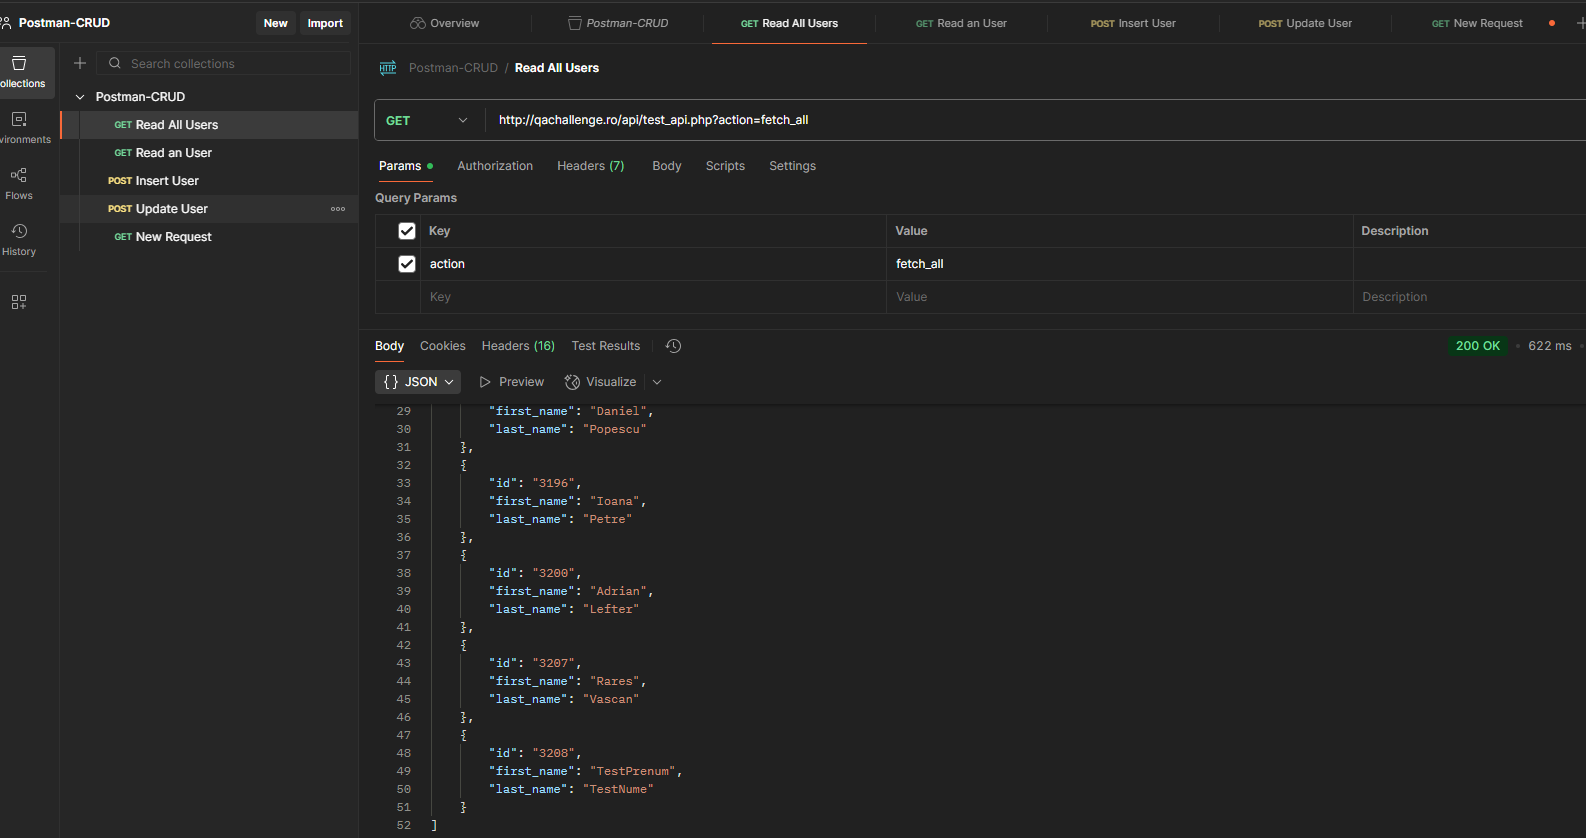 Postman-CRUD
New
Import
Overview
Postman-CRUD
GET Read All Users
GET Read an User
POST Insert User
POST Update User
GET New Request
ollections
Search collections
Postman-CRUD
GET Read All Users
GET Read an User
POST Insert User
POST Update User
GET New Request
vironments
Flows
History
HTTP
Postman-CRUD / Read All Users
GET
http://qachallenge.ro/api/test_api.php?action=fetch_all
Params
Authorization
Headers (7)
Body
Scripts
Settings
Query Params
Key Value Description
action fetch_all
Key Value Description
Body
Cookies
Headers (16)
Test Results
200 OK • 622 ms •
{} JSON
Preview
Visualize
29 "first_name": "Daniel",
30 "last_name": "Popescu"
31 },
32 {
33 "id": "3196",
34 "first_name": "Ioana",
35 "last_name": "Petre"
36 },
37 {
38 "id": "3200",
39 "first_name": "Adrian",
40 "last_name": "Lefter"
41 },
42 {
43 "id": "3207",
44 "first_name": "Rares",
45 "last_name": "Vascan"
46 },
47 {
48 "id": "3208",
49 "first_name": "TestPrenum",
50 "last_name": "TestNume"
51 }
52 ]